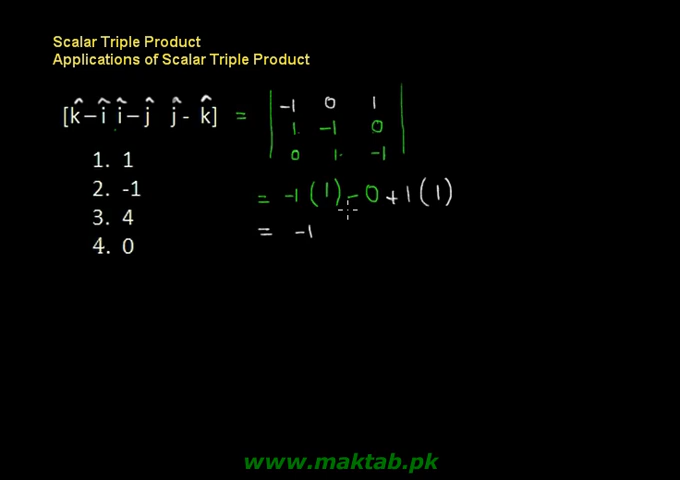 Scalar Triple Product
Applications of Scalar Triple Product
[k̂−î î−ĵ ĵ-k̂] = | -1 0 1 |
| 1 -1 0 |
| 0 1 -1 |
1. 1
2. -1
3. 4
4. 0
= -1(1)-0+1(1)
= -1
www.maktab.pk